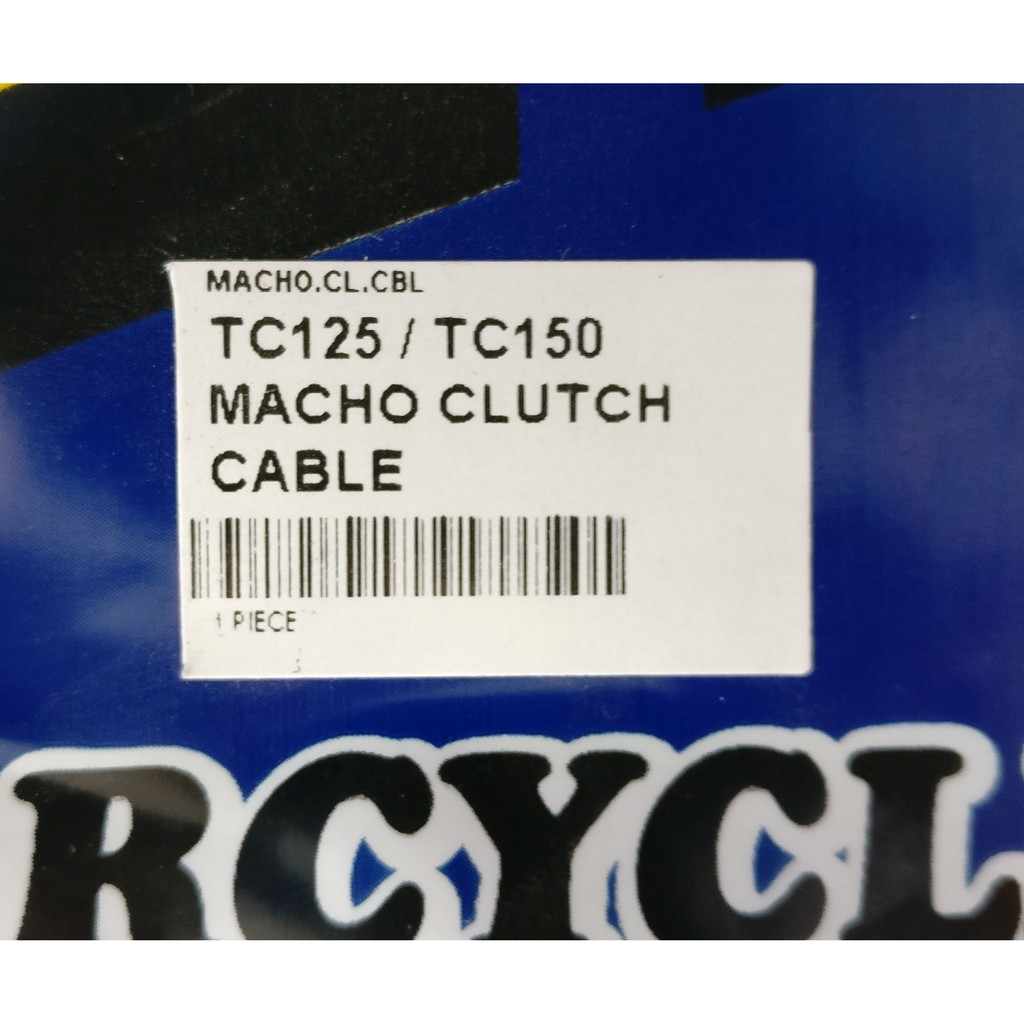 MACHO.CL.CBL
TC125 / TC150
MACHO CLUTCH
CABLE
1 PIECE
RCYCL